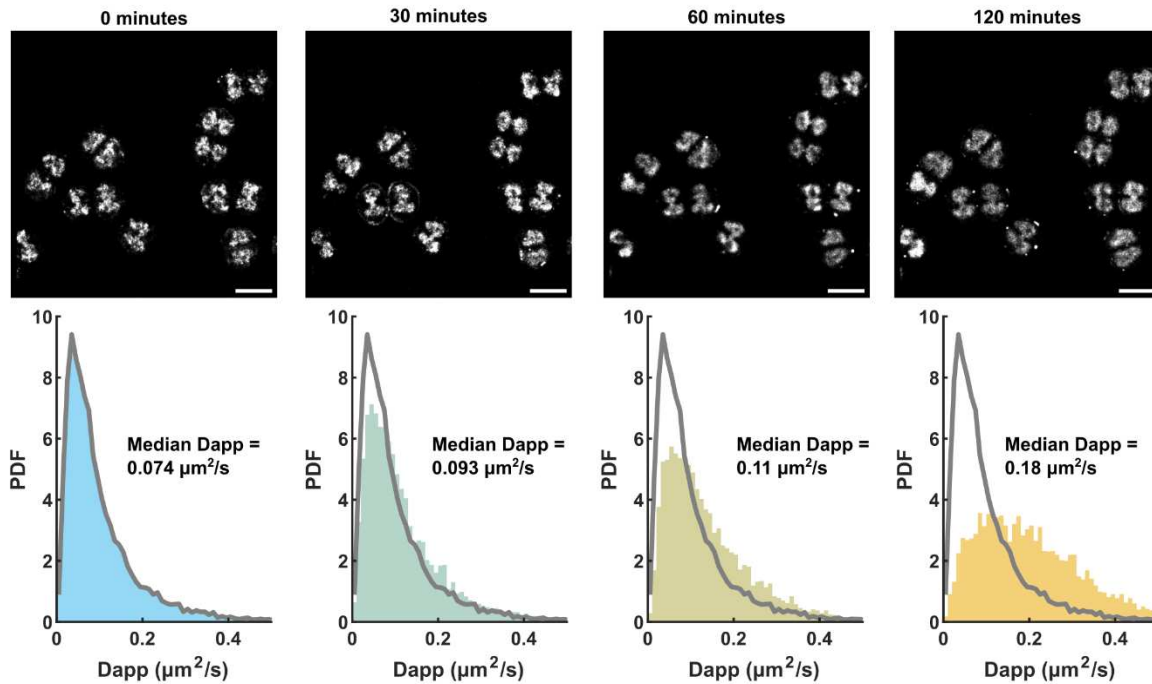 0 minutes
30 minutes
60 minutes
120 minutes
10
8
6
4
2
0
PDF
Median Dapp =
0.074 µm²/s
0
0.2
0.4
Dapp (µm²/s)
10
8
6
4
2
0
PDF
Median Dapp =
0.093 µm²/s
0
0.2
0.4
Dapp (µm²/s)
10
8
6
4
2
0
PDF
Median Dapp =
0.11 µm²/s
0
0.2
0.4
Dapp (µm²/s)
10
8
6
4
2
0
PDF
Median Dapp =
0.18 µm²/s
0
0.2
0.4
Dapp (µm²/s)